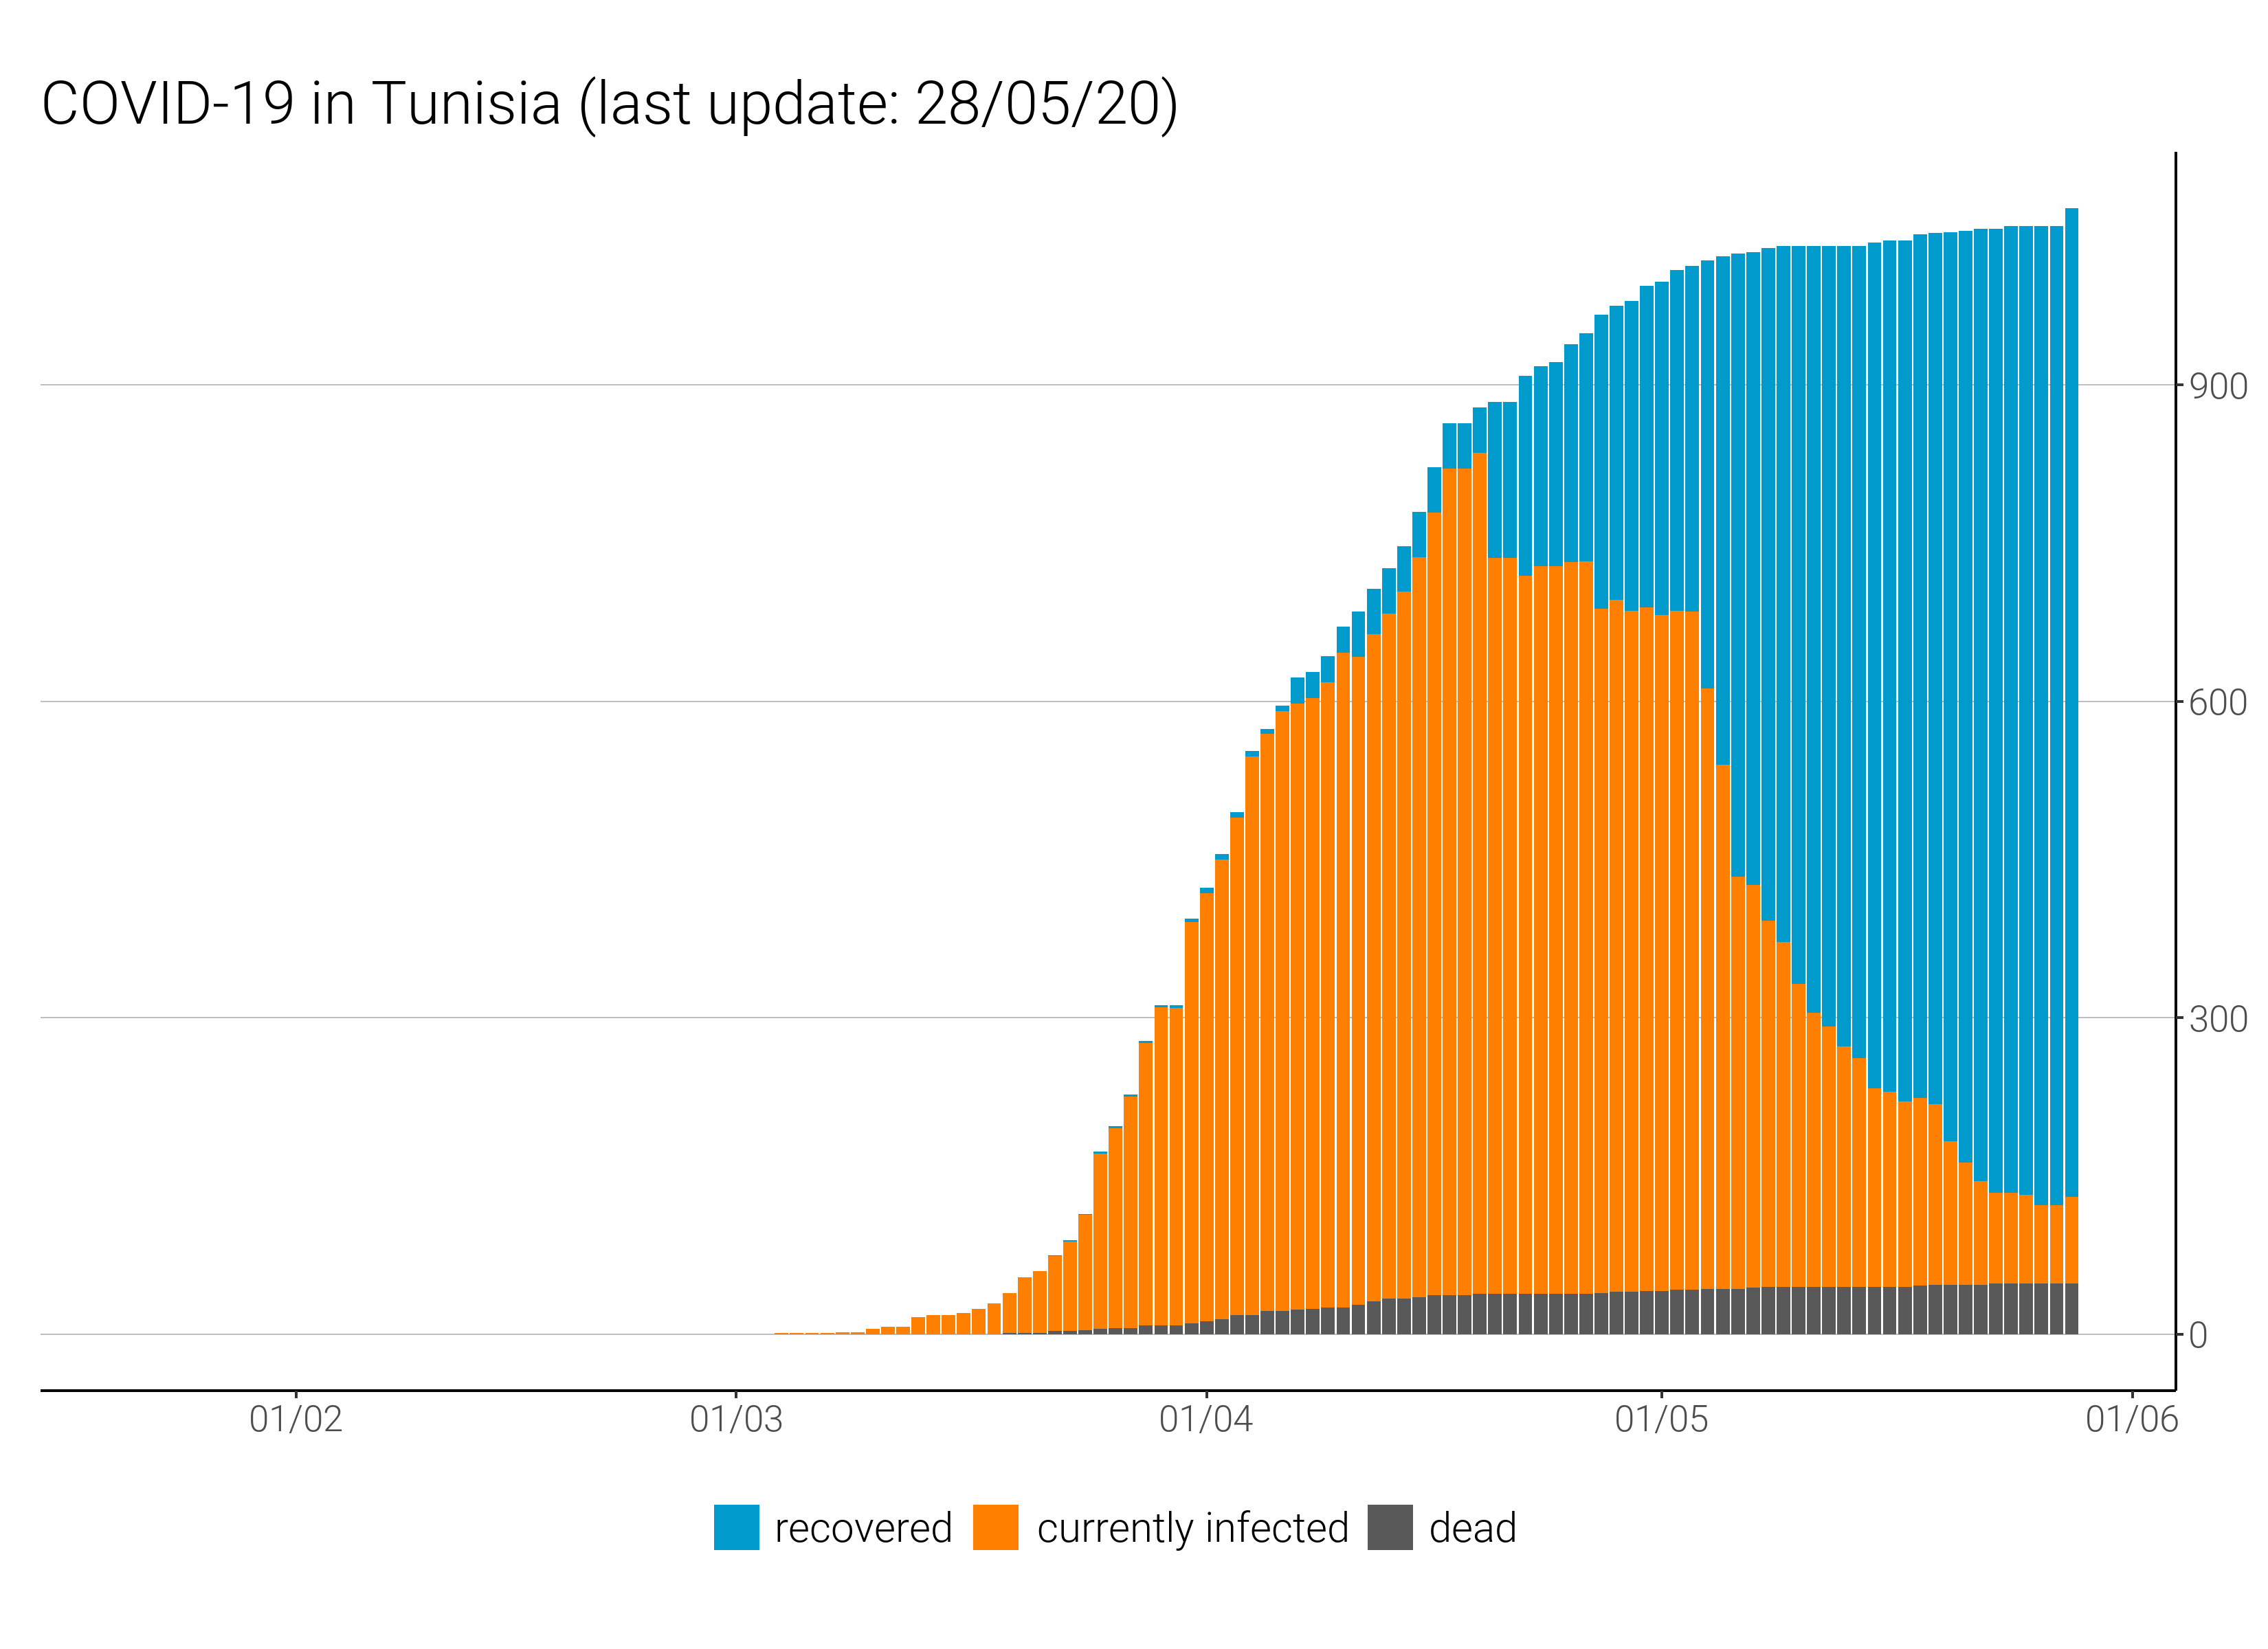 COVID-19 in Tunisia (last update: 28/05/20)
900
600
300
0
01/02 01/03 01/04 01/05 01/06
recovered currently infected dead